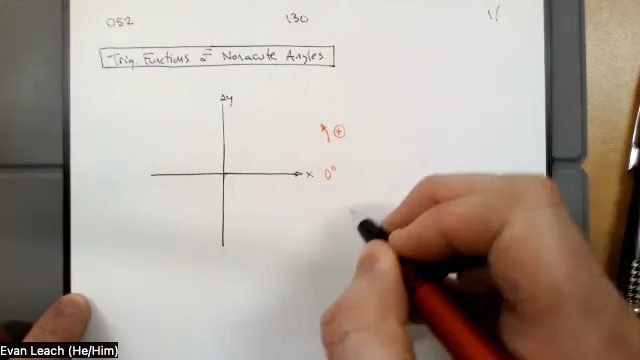 052 130 1/
Trig. Functions of Nonacute Angles
y
+
x 0°
Evan Leach (He/Him)